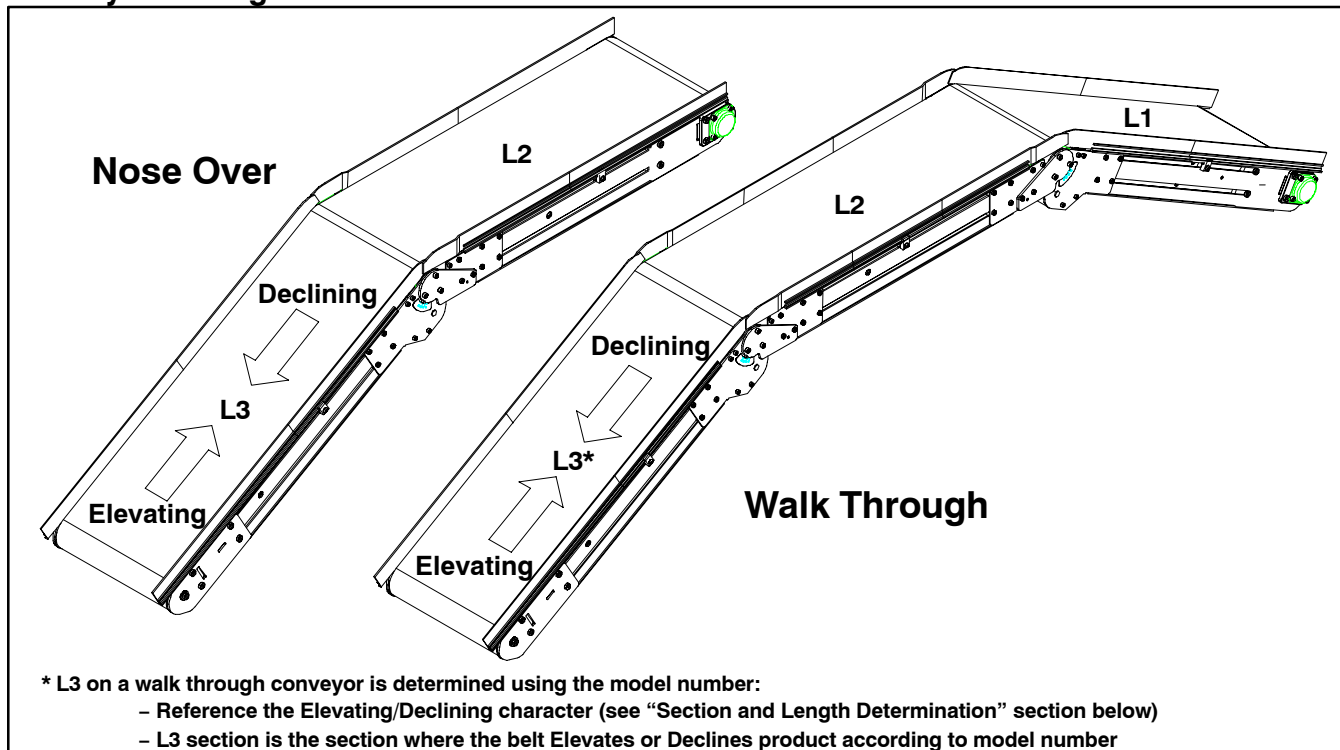 L1
L2
Nose Over
L2
Declining
Declining
L3
L3*
Walk Through
Elevating
Elevating
* L3 on a walk through conveyor is determined using the model number:
– Reference the Elevating/Declining character (see “Section and Length Determination” section below)
– L3 section is the section where the belt Elevates or Declines product according to model number